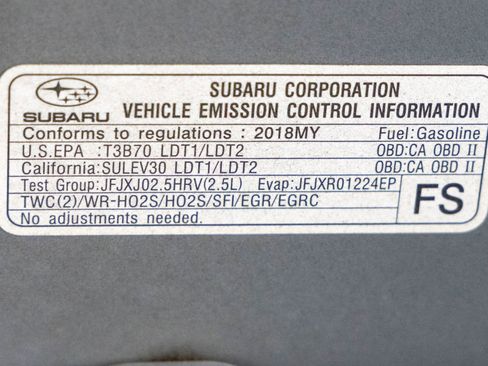 SUBARU
SUBARU CORPORATION
VEHICLE EMISSION CONTROL INFORMATION
Conforms to regulations : 2018MY Fuel:Gasoline
U.S.EPA :T3B70 LDT1/LDT2 OBD:CA OBD II
California:SULEV30 LDT1/LDT2 OBD:CA OBD II
Test Group:JFJXJ02.5HRV(2.5L) Evap:JFJXR01224EP
TWC(2)/WR-HO2S/HO2S/SFI/EGR/EGRC
No adjustments needed.
FS